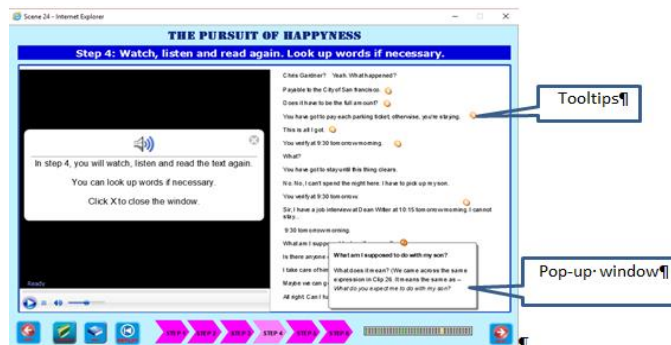 Scene 24 - Internet Explorer
THE PURSUIT OF HAPPYNESS
Step 4: Watch, listen and read again. Look up words if necessary.
Chris Gardner? Yeah. What happened?
Payable to the City of San Francisco.
Does it have to be the full amount?
You have got to pay each parking ticket, otherwise, you're staying.
This is all I got.
You verify at 9:30 tomorrow morning.
What?
You have got to stay until this thing clears.
No. No, I can't spend the night here. I have to pick up my son.
You verify at 9:30 tomorrow.
Sir, I have a job interview at Dean Witter at 10:15 tomorrow morning. I cannot
stay...
9:30 tomorrow morning.
What am I suppo
Is there anyone
I take care of him
Maybe we can g
All right. Can I fu
What am I supposed to do with my son?
What does it mean? (We came across the same
expression in Clip 26. It means the same as –
What do you expect me to do with my son?
In step 4, you will watch, listen and read the text again.
You can look up words if necessary.
Click X to close the window.
Ready
STEP 1 STEP 2 STEP 3 STEP 4 STEP 5 STEP 6
Tooltips¶
Pop-up·window¶
¶